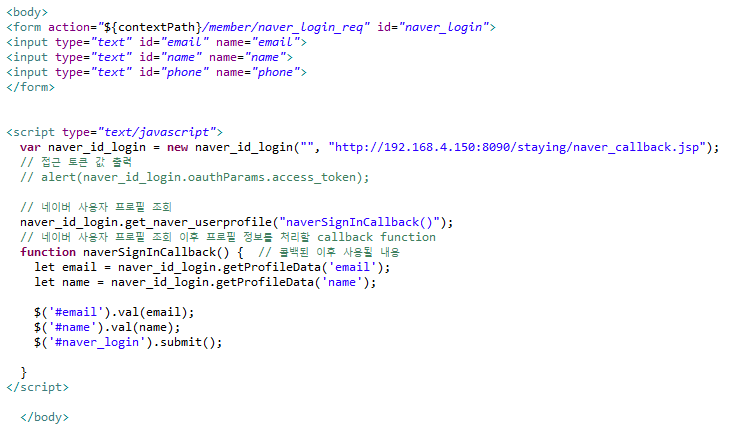 <body>
<form action="${contextPath}/member/naver_login_req" id="naver_login">
<input type="text" id="email" name="email">
<input type="text" id="name" name="name">
<input type="text" id="phone" name="phone">
</form>
<script type="text/javascript">
var naver_id_login = new naver_id_login("", "http://192.168.4.150:8090/staying/naver_callback.jsp");
// 접근 토큰 값 출력
// alert(naver_id_login.oauthParams.access_token);
// 네이버 사용자 프로필 조회
naver_id_login.get_naver_userprofile("naverSignInCallback()");
// 네이버 사용자 프로필 조회 이후 프로필 정보를 처리할 callback function
function naverSignInCallback() {  // 콜백된 이후 사용될 내용
let email = naver_id_login.getProfileData('email');
let name = naver_id_login.getProfileData('name');
$('#email').val(email);
$('#name').val(name);
$('#naver_login').submit();
}
</script>
</body>